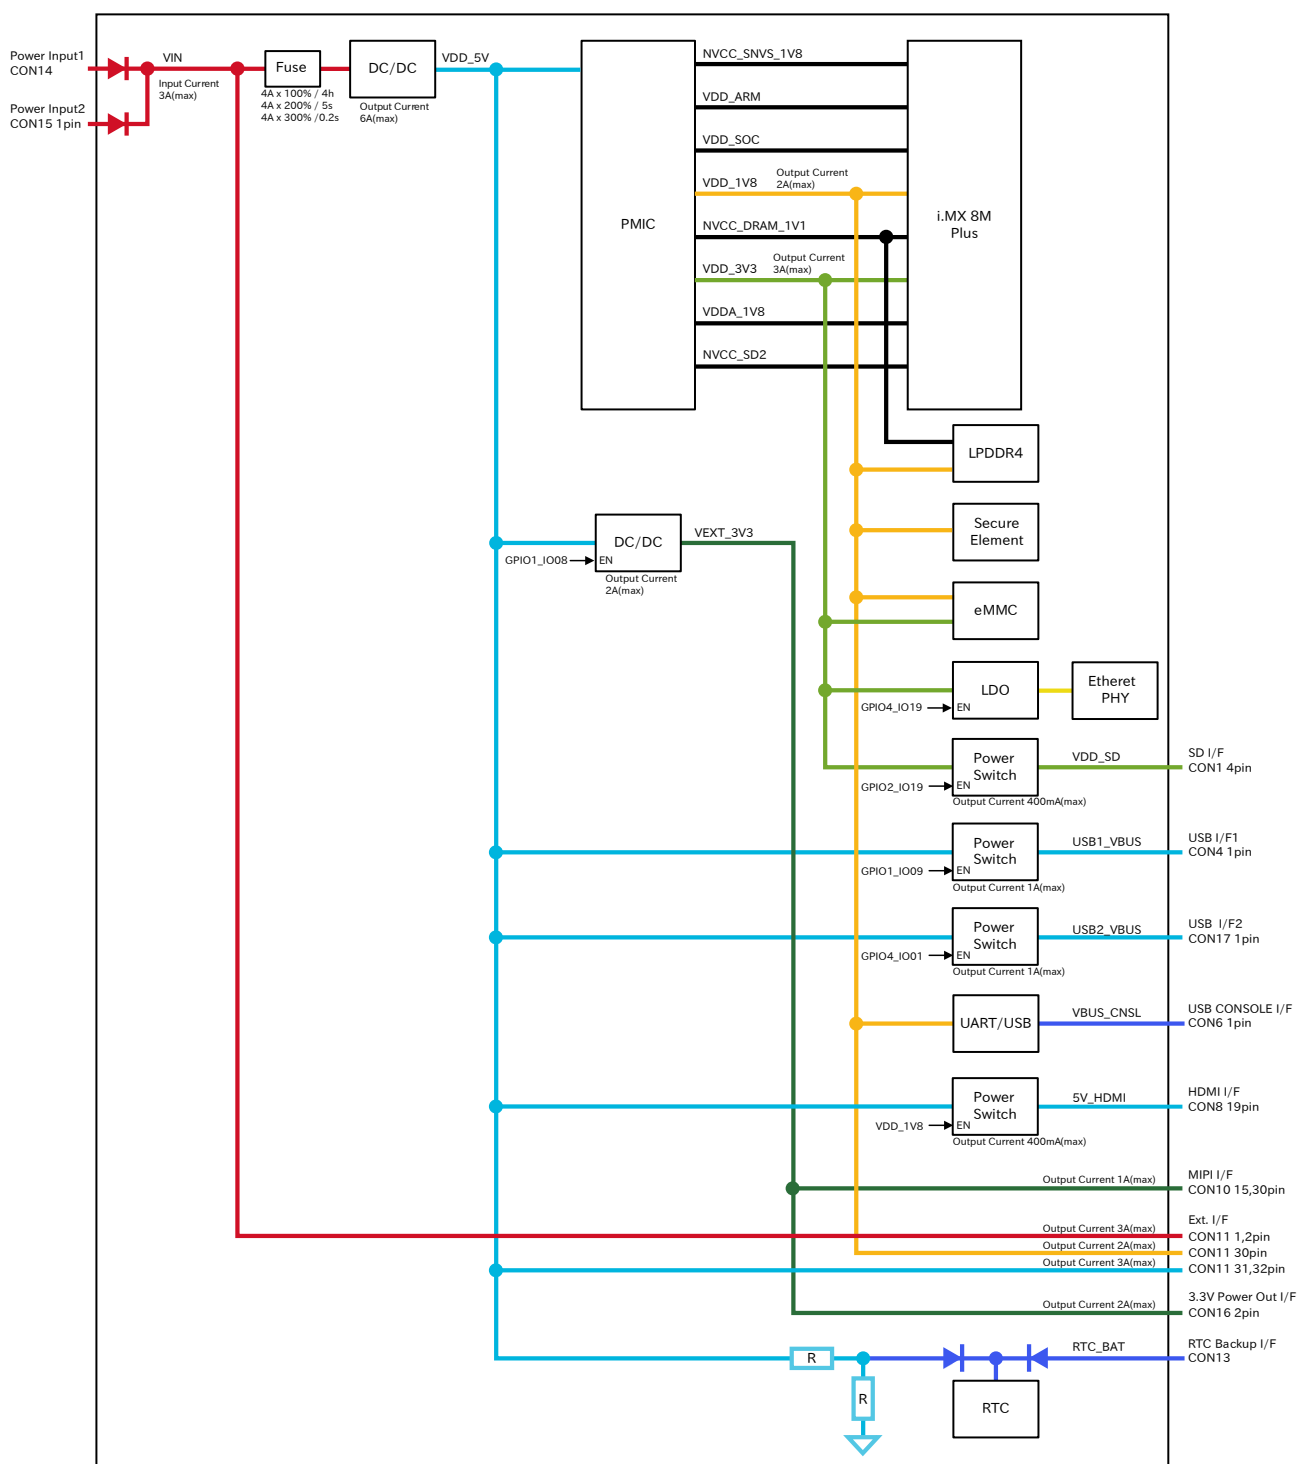 Power Input1
CON14
Power Input2
CON15 1pin
VIN
Input Current
3A(max)
Fuse
4A x 100% / 4h
4A x 200% / 5s
4A x 300% /0.2s
DC/DC
Output Current
6A(max)
VDD_5V
PMIC
NVCC_SNVS_1V8
VDD_ARM
VDD_SOC
VDD_1V8
Output Current
2A(max)
NVCC_DRAM_1V1
VDD_3V3
Output Current
3A(max)
VDDA_1V8
NVCC_SD2
i.MX 8M
Plus
LPDDR4
Secure
Element
eMMC
DC/DC
GPIO1_IO08
EN
Output Current
2A(max)
VEXT_3V3
LDO
GPIO4_IO19
EN
Etheret
PHY
Power
Switch
GPIO2_IO19
EN
Output Current 400mA(max)
VDD_SD
SD I/F
CON1 4pin
Power
Switch
GPIO1_IO09
EN
Output Current 1A(max)
USB1_VBUS
USB I/F1
CON4 1pin
Power
Switch
GPIO4_IO01
EN
Output Current 1A(max)
USB2_VBUS
USB I/F2
CON17 1pin
UART/USB
VBUS_CNSL
USB CONSOLE I/F
CON6 1pin
Power
Switch
VDD_1V8
EN
Output Current 400mA(max)
5V_HDMI
HDMI I/F
CON8 19pin
Output Current 1A(max)
MIPI I/F
CON10 15,30pin
Ext. I/F
Output Current 3A(max)
CON11 1,2pin
Output Current 2A(max)
CON11 30pin
Output Current 3A(max)
CON11 31,32pin
Output Current 2A(max)
3.3V Power Out I/F
CON16 2pin
R
R
RTC_BAT
RTC Backup I/F
CON13
RTC